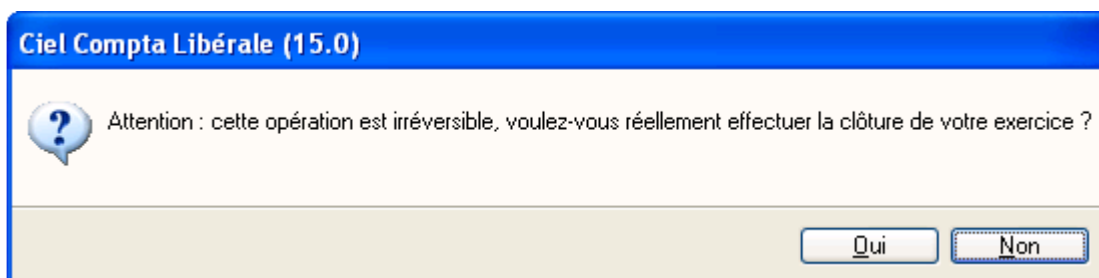 Ciel Compta Libérale (15.0)
Attention : cette opération est irréversible, voulez-vous réellement effectuer la clôture de votre exercice ?
Oui
Non